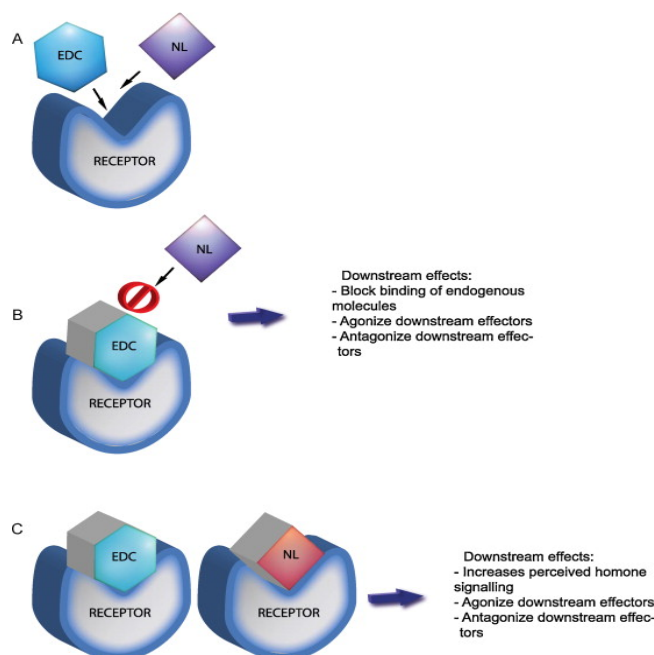 A
EDC
NL
RECEPTOR
B
NL
EDC
RECEPTOR
Downstream effects:
- Block binding of endogenous
molecules
- Agonize downstream effectors
- Antagonize downstream effec-
tors
C
EDC
RECEPTOR
NL
RECEPTOR
Downstream effects:
- Increases perceived homone
signalling
- Agonize downstream effectors
- Antagonize downstream effec-
tors